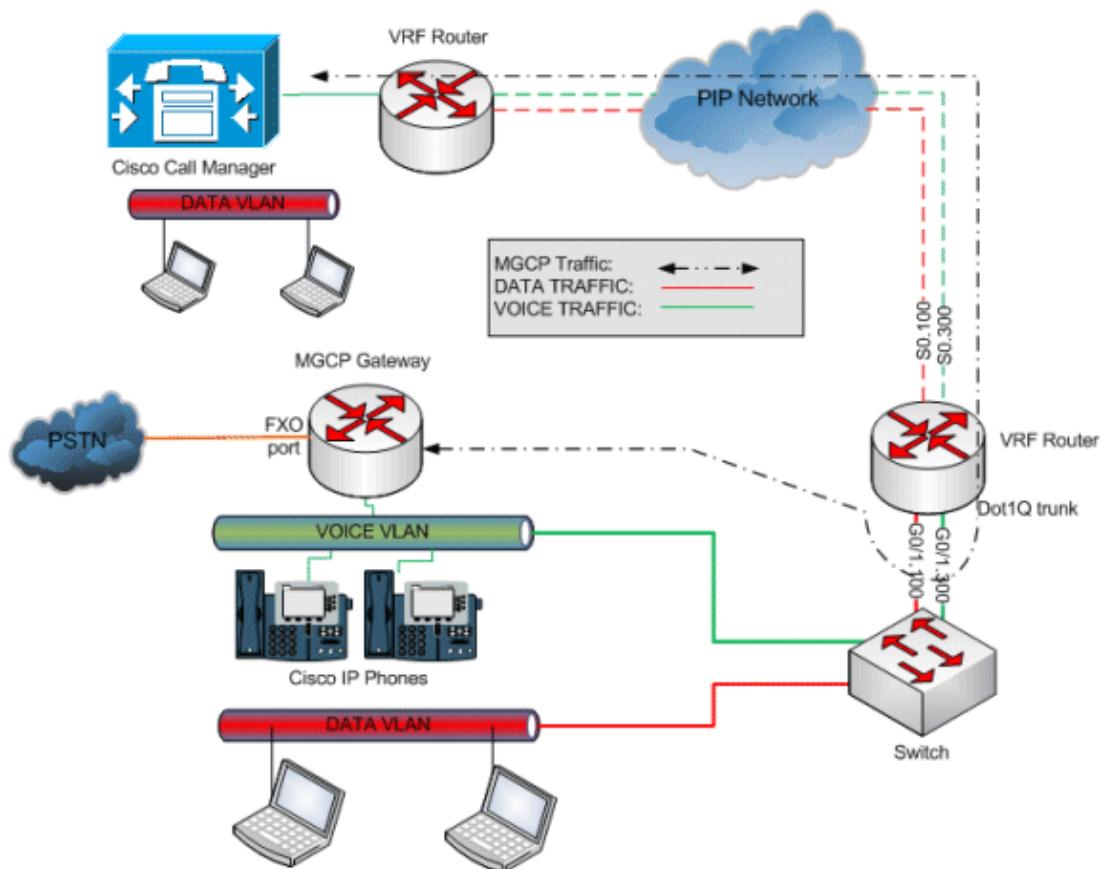 VRF Router
PIP Network
Cisco Call Manager
DATA VLAN
MGCP Traffic:
DATA TRAFFIC:
VOICE TRAFFIC:
S0.100
S0.300
MGCP Gateway
PSTN
FXO
port
VRF Router
Dot1Q trunk
G0/1.100
G0/1.300
VOICE VLAN
Cisco IP Phones
DATA VLAN
Switch